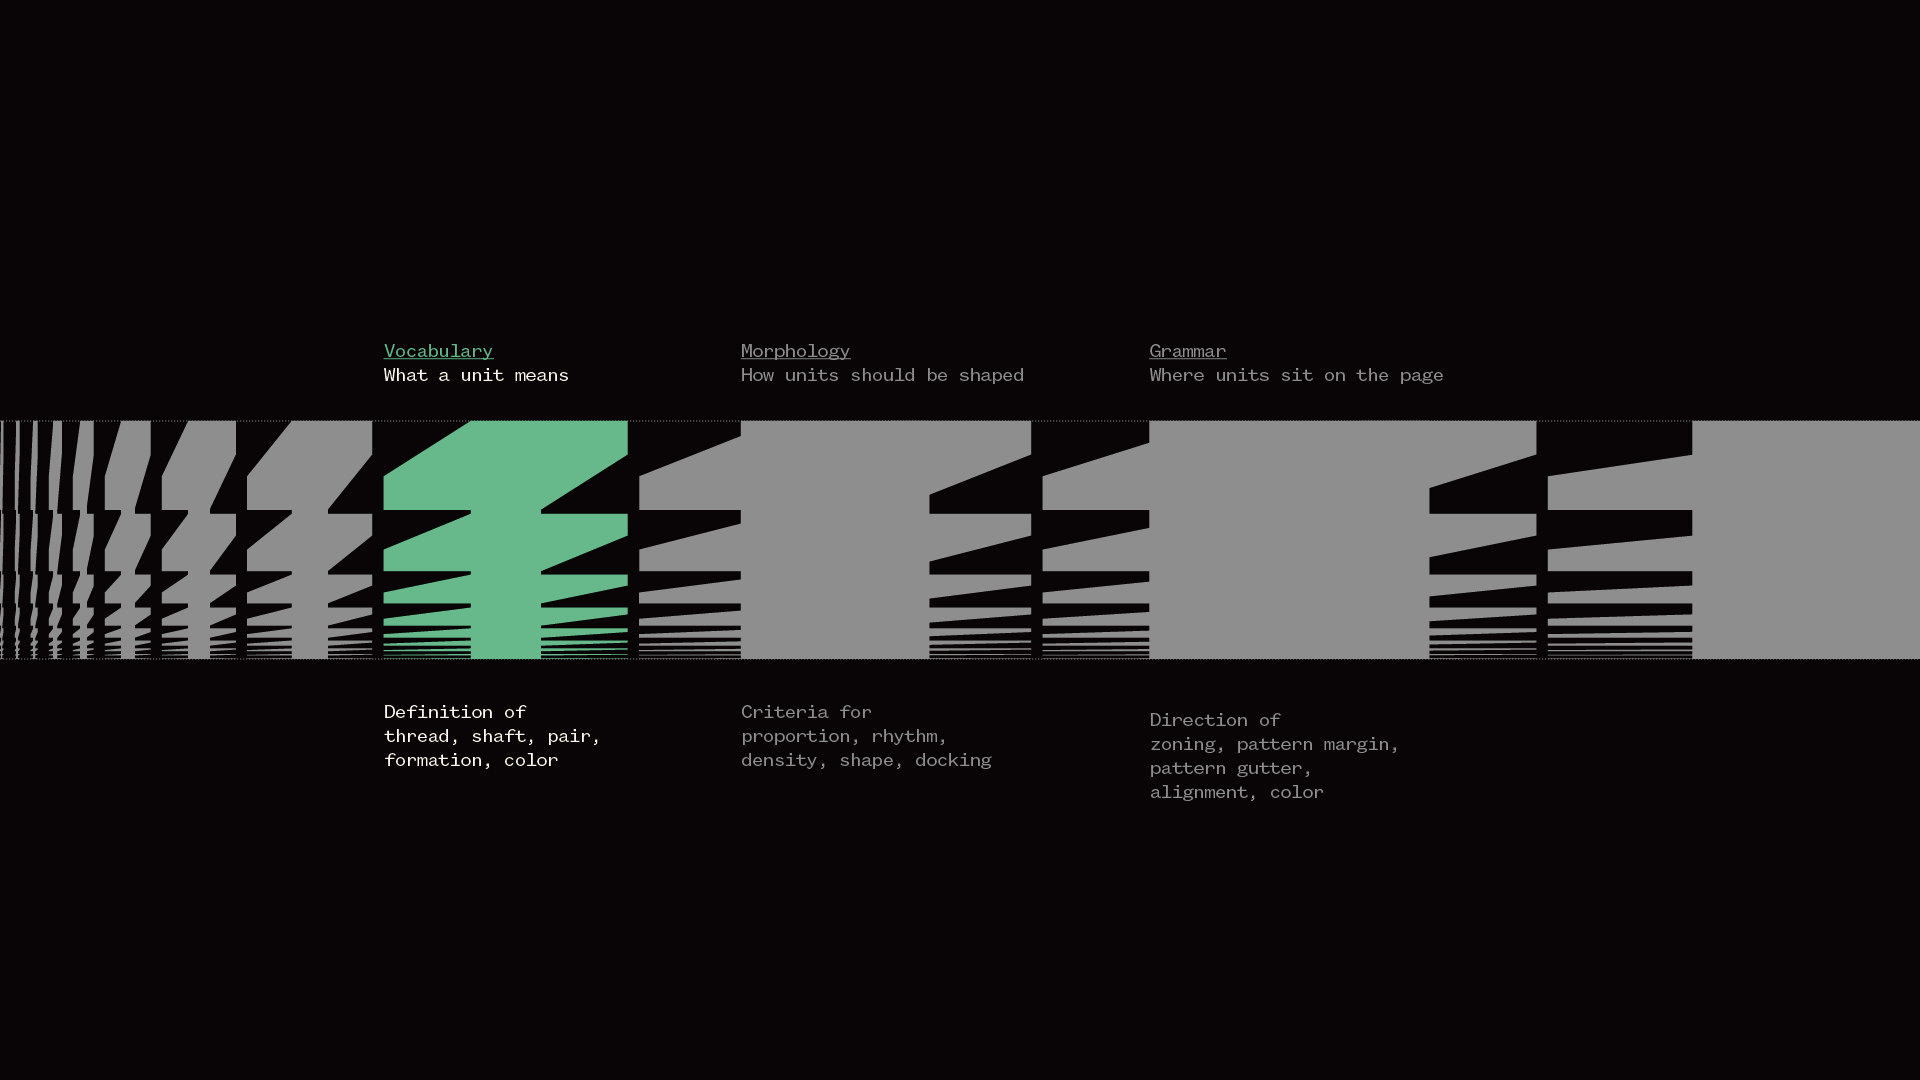 Vocabulary
What a unit means
Morphology
How units should be shaped
Grammar
Where units sit on the page
Definition of
thread, shaft, pair,
formation, color
Criteria for
proportion, rhythm,
density, shape, docking
Direction of
zoning, pattern margin,
pattern gutter,
alignment, color